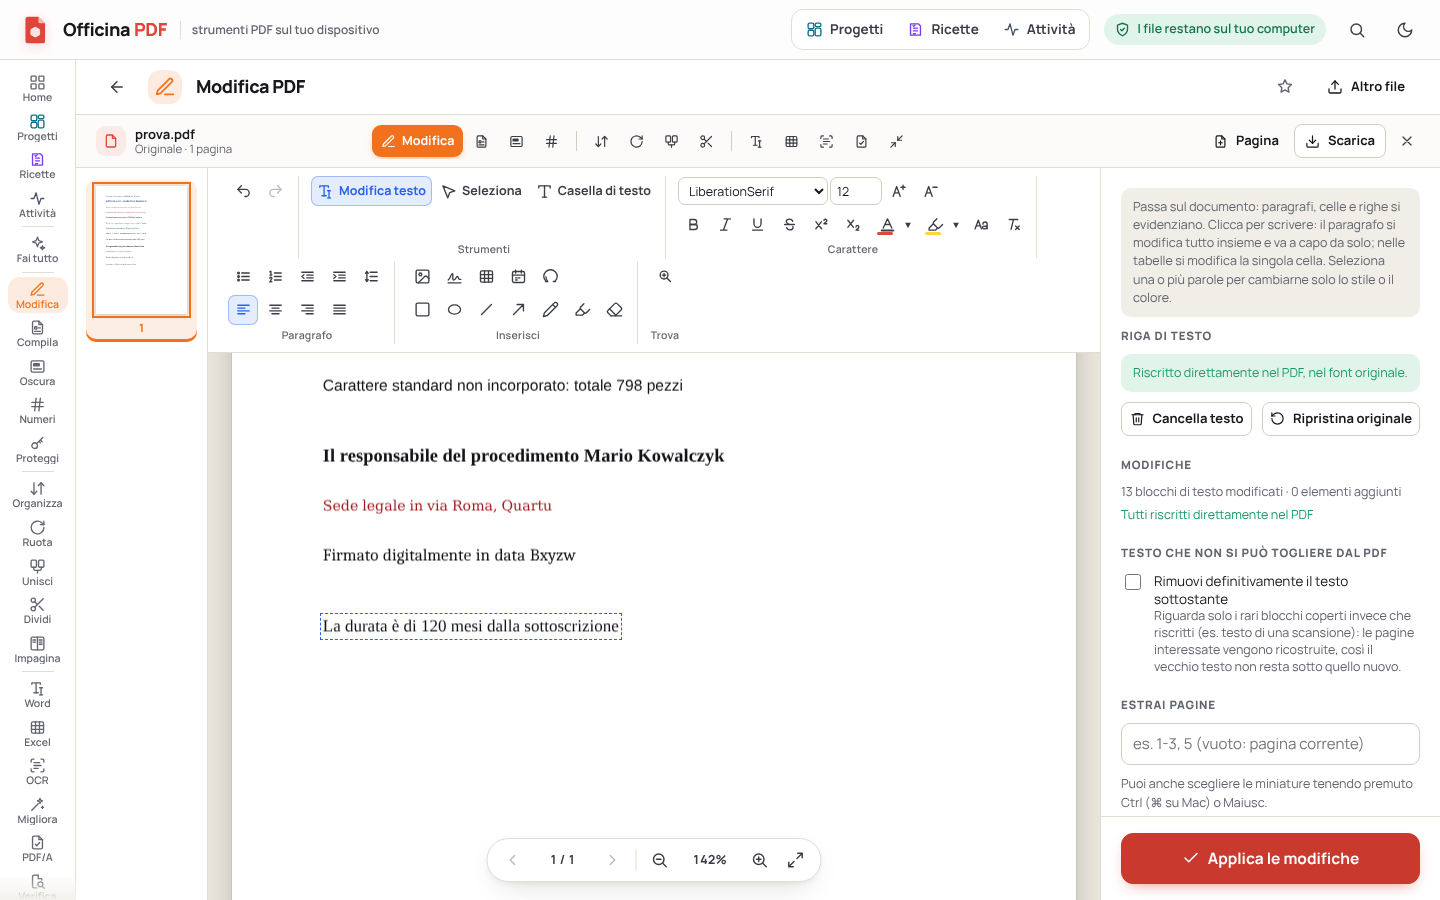 Officina PDF
strumenti PDF sul tuo dispositivo
Progetti
Ricette
Attività
I file restano sul tuo computer
Home
Progetti
Ricette
Attività
Fai tutto
Modifica
Compila
Oscura
Numeri
Proteggi
Organizza
Ruota
Unisci
Dividi
Impagina
Word
Excel
OCR
Migliora
PDF/A
Verifica
Modifica PDF
Altro file
prova.pdf
Originale · 1 pagina
Modifica
Pagina
Scarica
1
Modifica testo
Seleziona
Casella di testo
Strumenti
LiberationSerif
12
Carattere
Paragrafo
Inserisci
Trova
Carattere standard non incorporato: totale 798 pezzi
Il responsabile del procedimento Mario Kowalczyk
Sede legale in via Roma, Quartu
Firmato digitalmente in data Bxyzw
La durata è di 120 mesi dalla sottoscrizione
1 / 1
142%
Passa sul documento: paragrafi, celle e righe si
evidenziano. Clicca per scrivere: il paragrafo si
modifica tutto insieme e va a capo da solo; nelle
tabelle si modifica la singola cella. Seleziona
una o più parole per cambiarne solo lo stile o il
colore.
RIGA DI TESTO
Riscritto direttamente nel PDF, nel font originale.
Cancella testo
Ripristina originale
MODIFICHE
13 blocchi di testo modificati · 0 elementi aggiunti
Tutti riscritti direttamente nel PDF
TESTO CHE NON SI PUÒ TOGLIERE DAL PDF
Rimuovi definitivamente il testo
sottostante
Riguarda solo i rari blocchi coperti invece che
riscritti (es. testo di una scansione): le pagine
interessate vengono ricostruite, così il
vecchio testo non resta sotto quello nuovo.
ESTRAI PAGINE
es. 1-3, 5 (vuoto: pagina corrente)
Puoi anche scegliere le miniature tenendo premuto
Ctrl (⌘ su Mac) o Maiusc.
Applica le modifiche